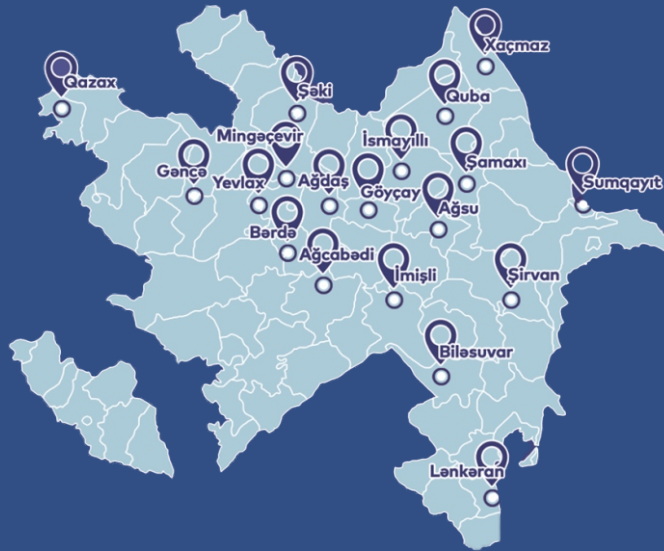 Xaçmaz
Qazax
Şəki
Quba
Mingəçevir
İsmayıllı
Gəncə
Şamaxı
Yevlax
Ağdaş
Göyçay
Sumqayıt
Ağsu
Bərdə
Ağcabədi
İmişli
Şirvan
Biləsuvar
Lənkəran